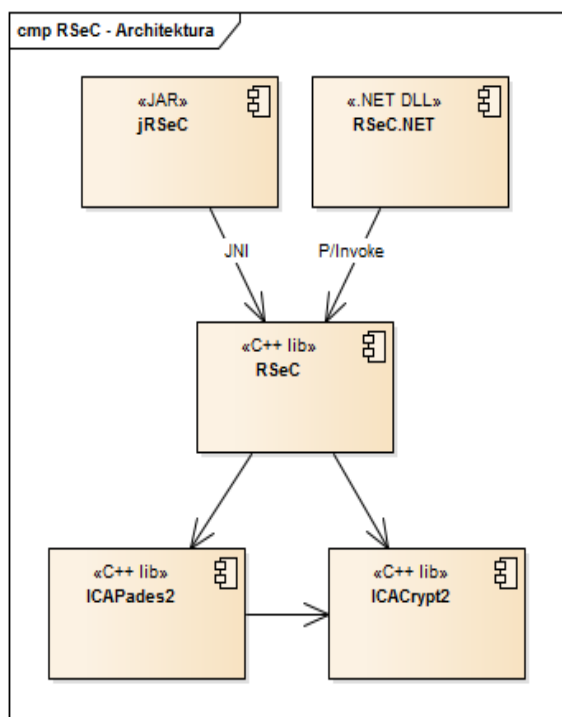 cmp RSeC - Architektura
«JAR»
jRSeC
«.NET DLL»
RSeC.NET
JNI
P/Invoke
«C++ lib»
RSeC
«C++ lib»
ICAPades2
«C++ lib»
ICACrypt2